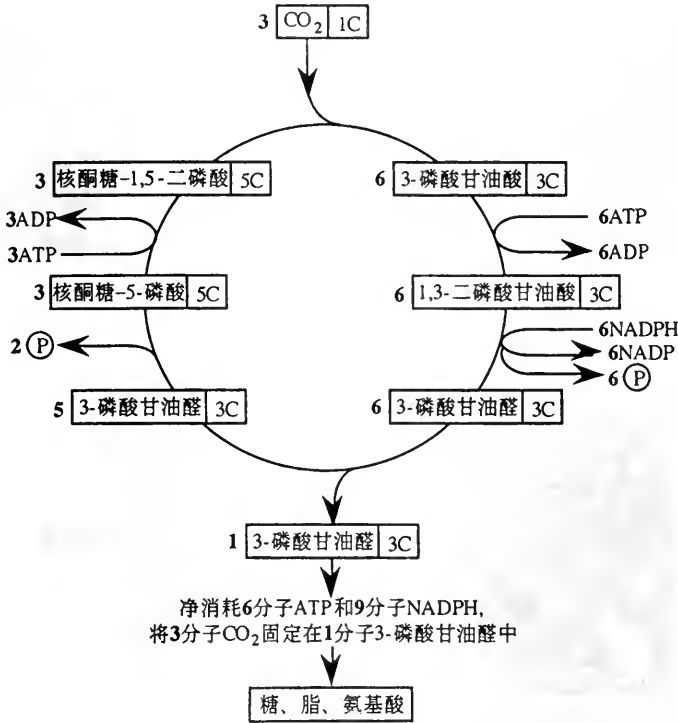 3 CO₂ 1C
3 核酮糖-1,5-二磷酸 5C
6 3-磷酸甘油酸 3C
3ADP
3ATP
6ATP
6ADP
3 核酮糖-5-磷酸 5C
6 1,3-二磷酸甘油酸 3C
2 P
6NADPH
6NADP
6 P
5 3-磷酸甘油醛 3C
6 3-磷酸甘油醛 3C
1 3-磷酸甘油醛 3C
净消耗6分子ATP和9分子NADPH,
将3分子CO₂固定在1分子3-磷酸甘油醛中
糖、脂、氨基酸